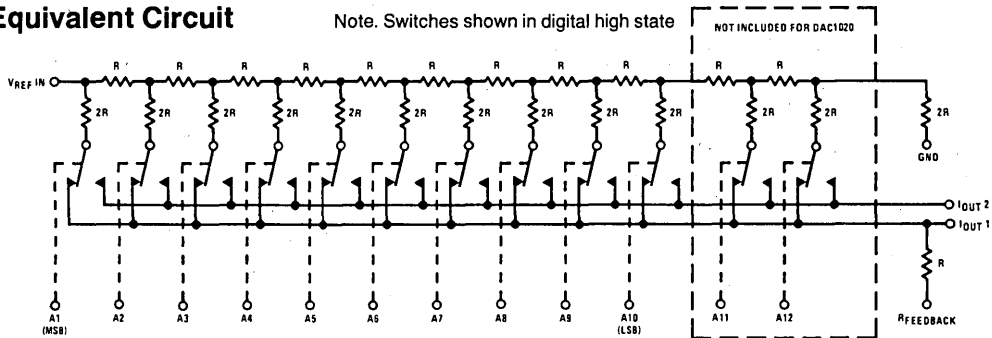 Equivalent Circuit
Note. Switches shown in digital high state
NOT INCLUDED FOR DAC1020
R R R R R R R R R R R
VREF IN
2R 2R 2R 2R 2R 2R 2R 2R 2R 2R 2R 2R 2R
GND
IOUT 2
IOUT 1
R
A1 A2 A3 A4 A5 A6 A7 A8 A9 A10 A11 A12
(MSB) (LSB)
RFEEDBACK